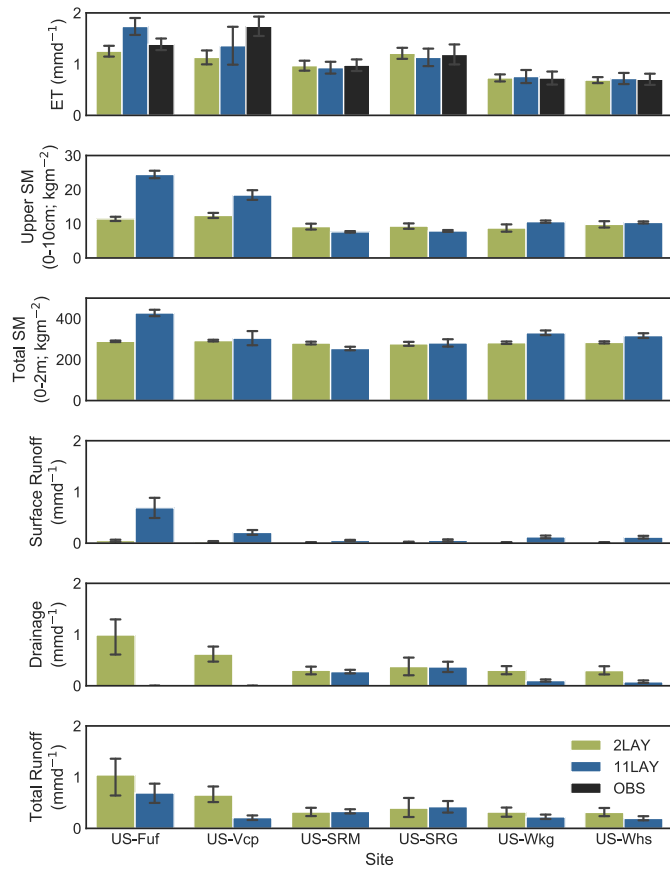 2
1
0
ET (mmd⁻¹)
30
20
10
0
Upper SM
(0-10cm; kgm⁻²)
400
200
0
Total SM
(0-2m; kgm⁻²)
2
1
0
Surface Runoff
(mmd⁻¹)
2
1
0
Drainage
(mmd⁻¹)
2
1
0
Total Runoff
(mmd⁻¹)
2LAY
11LAY
OBS
US-Fuf US-Vcp US-SRM US-SRG US-Wkg US-Whs
Site